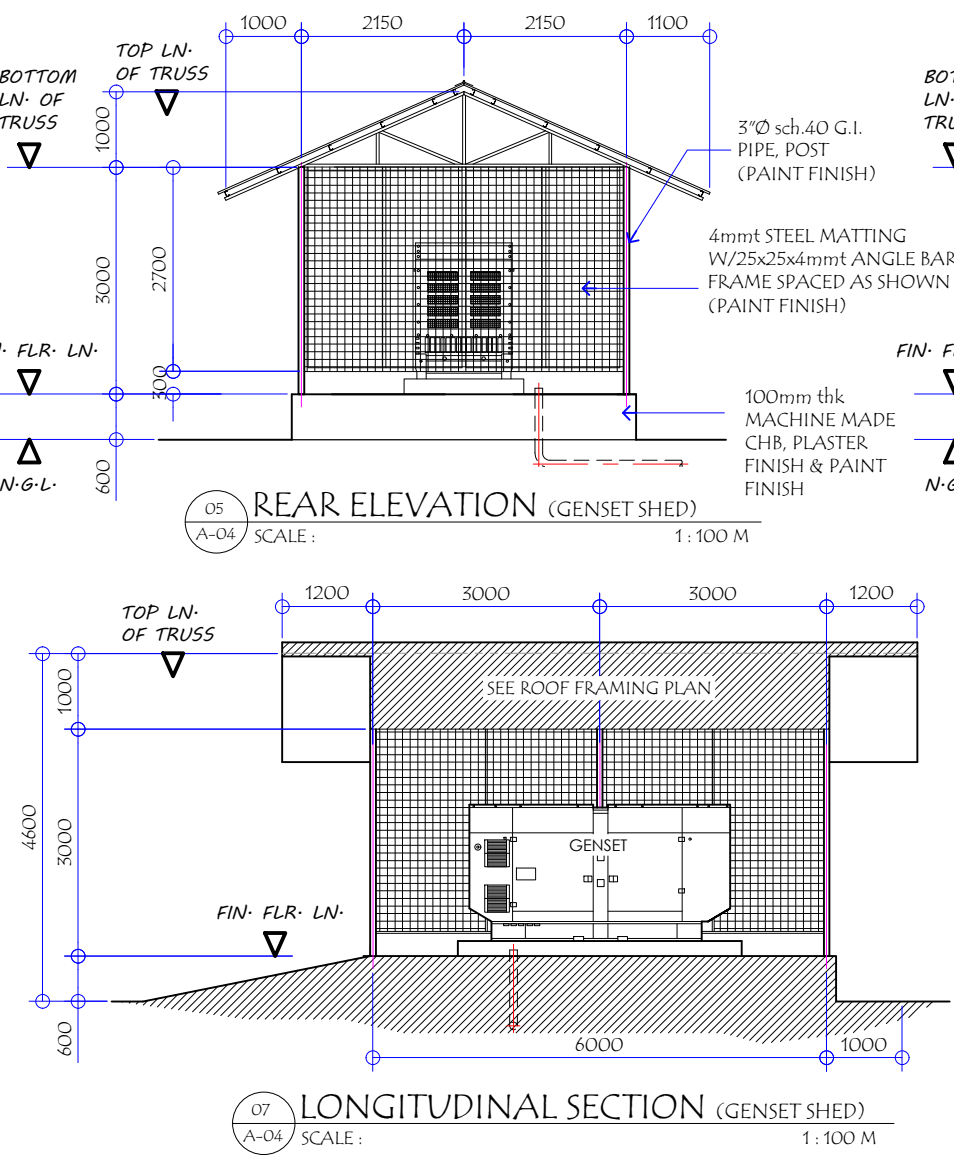 1000 2150 2150 1100
TOP LN.
OF TRUSS
BOTTOM
LN. OF
TRUSS
1000
3"Ø sch.40 G.I.
PIPE, POST
(PAINT FINISH)
4mmt STEEL MATTING
W/25x25x4mmt ANGLE BAR
FRAME SPACED AS SHOWN
(PAINT FINISH)
3000
2700
FLR. LN.
300
FIN.
100mm thk
MACHINE MADE
CHB, PLASTER
FINISH & PAINT
FINISH
600
N.G.L.
05
A-04
REAR ELEVATION (GENSET SHED)
SCALE : 1 : 100 M
1200 3000 3000 1200
TOP LN.
OF TRUSS
1000
SEE ROOF FRAMING PLAN
4600
3000
GENSET
FIN. FLR. LN.
600
6000 1000
07
A-04
LONGITUDINAL SECTION (GENSET SHED)
SCALE : 1 : 100 M